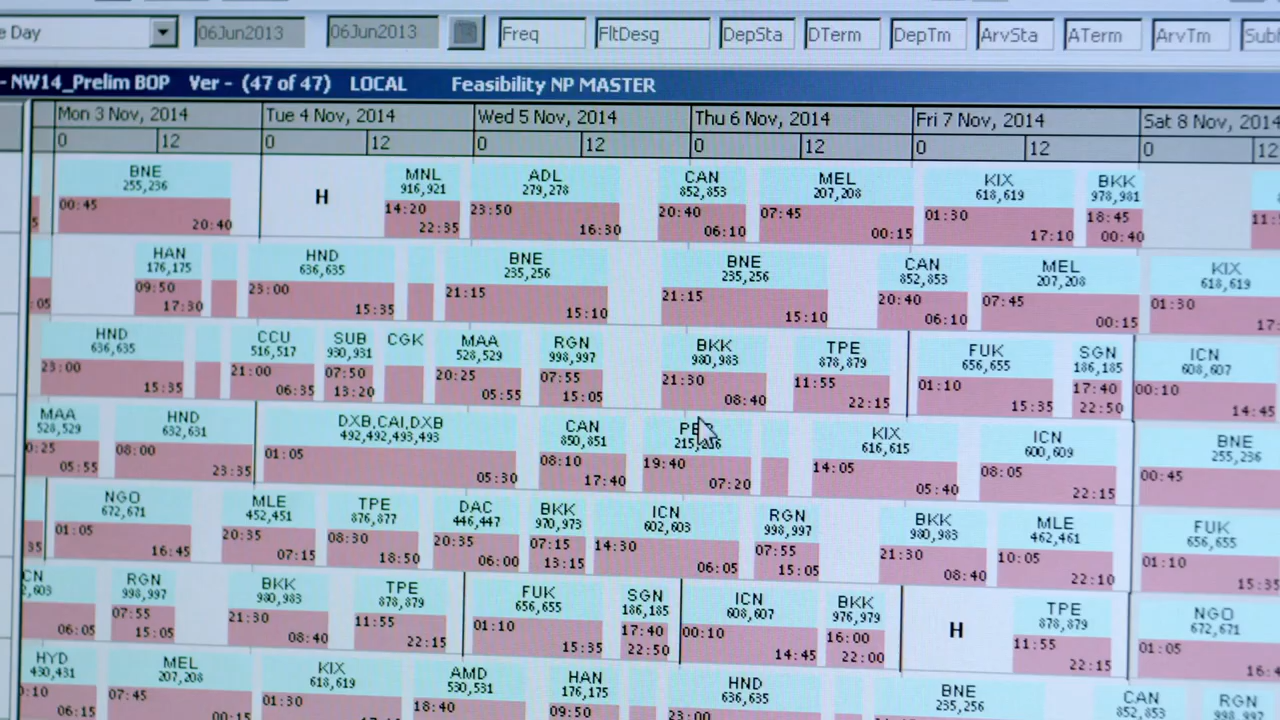 e Day 06Jun2013 06Jun2013 Freq FltDesg DepSta DTerm DepTm ArvSta ATerm ArvTm
- NW14_Prelim BOP Ver - (47 of 47) LOCAL Feasibility NP MASTER
Mon 3 Nov, 2014 Tue 4 Nov, 2014 Wed 5 Nov, 2014 Thu 6 Nov, 2014 Fri 7 Nov, 2014 Sat 8 Nov, 2014
0 12 0 12 0 12 0 12 0 12 0 12
BNE H MNL ADL CAN MEL KIX BKK
255,236 916,921 279,278 852,853 207,208 618,619 978,981
00:45 14:20 23:50 20:40 07:45 01:30 18:45 11:
20:40 22:35 16:30 06:10 00:15 17:10 00:40
HAN HND BNE BNE CAN MEL KIX
176,175 636,635 235,256 235,256 852,853 207,208 618,619
09:50 23:00 21:15 21:15 20:40 07:45 01:30
:05 17:30 15:35 15:10 15:10 06:10 00:15 17:
HND CCU SUB CGK MAA RGN BKK TPE FUK SGN ICN
636,635 516,517 930,931 528,529 998,997 980,983 878,879 656,655 186,185 608,607
23:00 21:00 07:50 20:25 07:55 21:30 11:55 01:10 17:40 00:10
15:35 06:35 13:20 05:55 15:05 08:40 22:15 15:35 22:50 14:45
MAA HND DXB,CAI,DXB CAN KIX ICN BNE
528,529 632,631 492,492,493,493 850,851 616,615 600,609 255,236
0:25 08:00 01:05 08:10 19:40 14:05 08:05 00:45
05:55 23:35 05:30 17:40 07:20 05:40 22:15
NGO MLE TPE DAC BKK ICN RGN BKK MLE FUK
672,671 452,451 876,877 446,447 970,973 602,603 998,997 980,983 462,461 656,655
01:05 20:35 08:30 20:35 07:15 14:30 07:55 21:30 10:05 01:10
35 16:45 07:15 18:50 06:00 13:15 06:05 15:05 08:40 22:10 15:35
CN RGN BKK TPE FUK SGN ICN BKK H TPE NGO
2,603 998,997 980,983 878,879 656,655 186,185 608,607 976,979 878,879 672,671
07:55 21:30 11:55 01:10 17:40 00:10 16:00 11:55 01:05
06:05 15:05 08:40 22:15 15:35 22:50 14:45 22:00 22:15 16:4
HYD MEL KIX AMD HAN HND BNE CAN RGN
430,431 207,208 618,619 530,531 176,175 636,635 235,256 852,853 998,997
0:10 07:45 01:30 18:40 09:50 23:00
06:15 00:15